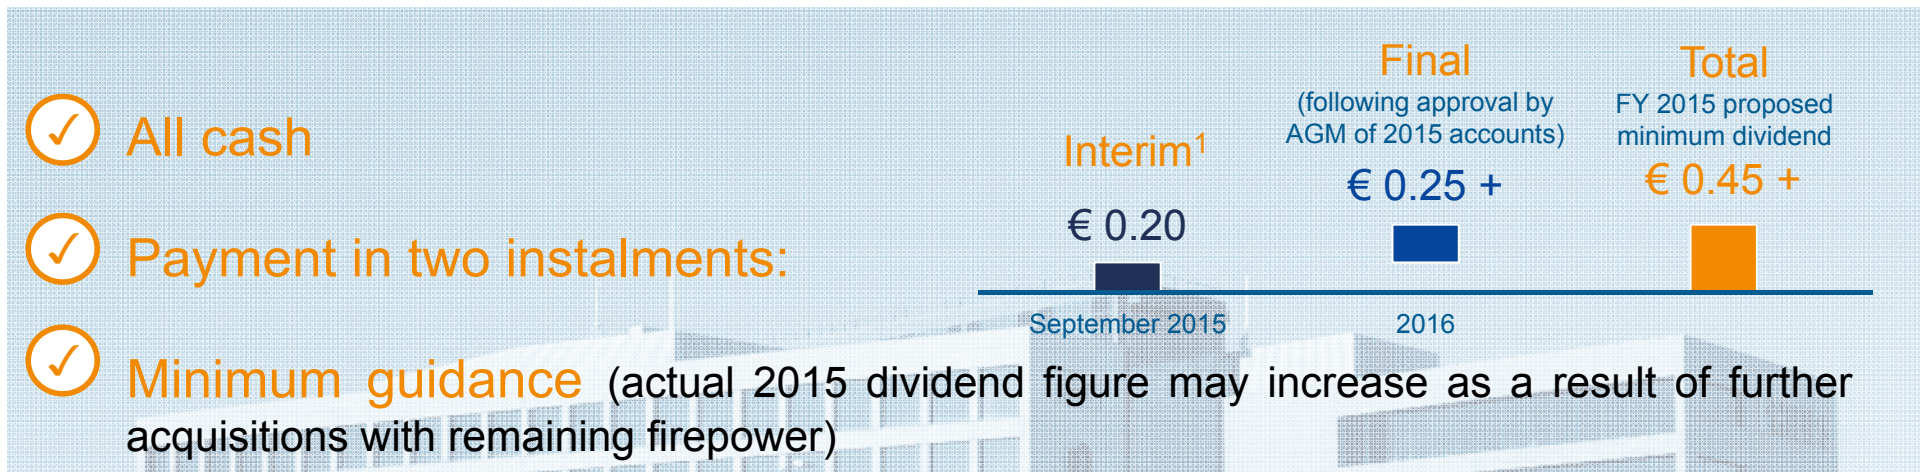 ✓ All cash
✓ Payment in two instalments:
Interim¹
€ 0.20
September 2015
Final
(following approval by
AGM of 2015 accounts)
€ 0.25 +
2016
Total
FY 2015 proposed
minimum dividend
€ 0.45 +
✓ Minimum guidance (actual 2015 dividend figure may increase as a result of further
acquisitions with remaining firepower)